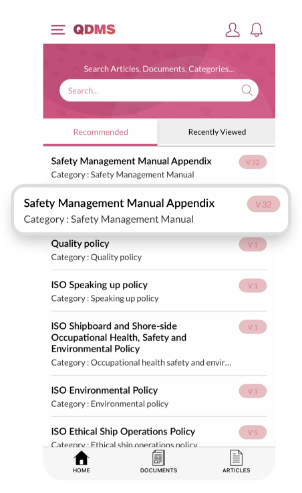 QDMS
Search Articles, Documents, Categories...
Search...
Recommended
Recently Viewed
Safety Management Manual Appendix
V 32
Category : Safety Management Manual
Safety Management Manual Appendix
V 32
Category : Safety Management Manual
Quality policy
V 1
Category : Quality policy
ISO Speaking up policy
V 1
Category : Speaking up policy
ISO Shipboard and Shore-side
Occupational Health, Safety and
Environmental Policy
V 3
Category : Occupational health safety and envir...
ISO Environmental Policy
V 1
Category : Environmental policy
ISO Ethical Ship Operations Policy
V 5
Category : Ethical ship operations policy
HOME
DOCUMENTS
ARTICLES